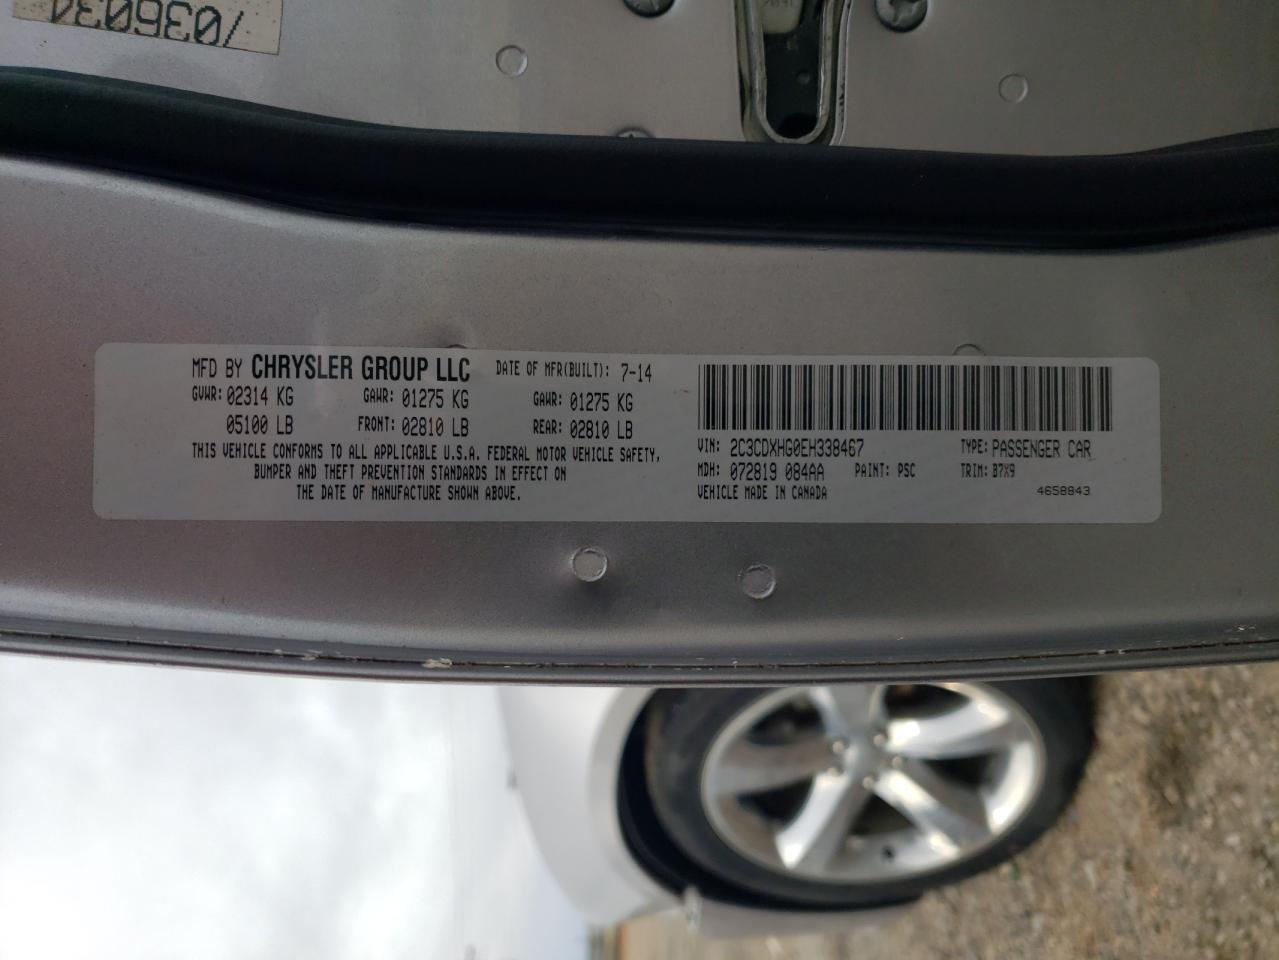 /036034
MFD BY CHRYSLER GROUP LLC DATE OF MFR(BUILT): 7-14
GVWR: 02314 KG GAWR: 01275 KG GAWR: 01275 KG
05100 LB FRONT: 02810 LB REAR: 02810 LB
THIS VEHICLE CONFORMS TO ALL APPLICABLE U.S.A. FEDERAL MOTOR VEHICLE SAFETY,
BUMPER AND THEFT PREVENTION STANDARDS IN EFFECT ON
THE DATE OF MANUFACTURE SHOWN ABOVE.
VIN: 2C3CDXHG0EH338467 TYPE: PASSENGER CAR
MDH: 072819 084AA PAINT: PSC TRIM: B7X9
VEHICLE MADE IN CANADA 4658843